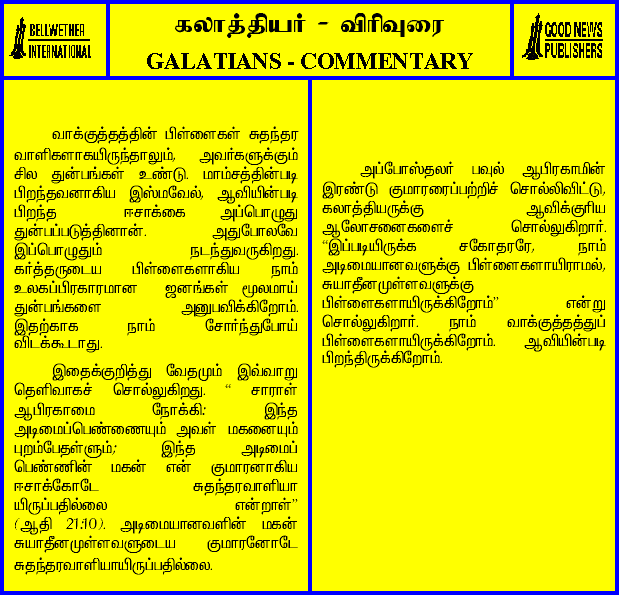 BELLWETHER
INTERNATIONAL
கலாத்தியர் - விரிவுரை
GALATIANS - COMMENTARY
GOOD NEWS
PUBLISHERS
வாக்குத்தத்தின் பிள்ளைகள் சுதந்தர
வாளிகளாகயிருந்தாலும், அவர்களுக்கும்
சில துன்பங்கள் உண்டு. மாம்சத்தின்படி
பிறந்தவனாகிய இஸ்மவேல், ஆவியின்படி
பிறந்த ஈசாக்கை அப்பொழுது
துன்பப்படுத்தினான். அதுபோலவே
இப்பொழுதும் நடந்துவருகிறது.
கர்த்தருடைய பிள்ளைகளாகிய நாம்
உலகப்பிரகாரமான ஜனங்கள் மூலமாய்
துன்பங்களை அனுபவிக்கிறோம்.
இதற்காக நாம் சோர்ந்துபோய்
விடக்கூடாது.
இதைக்குறித்து வேதமும் இவ்வாறு
தெளிவாகச் சொல்லுகிறது. “ சாராள்
ஆபிரகாமை நோக்கி: இந்த
அடிமைப்பெண்ணையும் அவள் மகனையும்
புறம்பேதள்ளும்; இந்த அடிமைப்
பெண்ணின் மகன் என் குமாரனாகிய
ஈசாக்கோடே சுதந்தரவாளியா
யிருப்பதில்லை என்றாள்”
(ஆதி 21:10). அடிமையானவளின் மகன்
சுயாதீனமுள்ளவளுடைய குமாரனோடே
சுதந்தரவாளியாயிருப்பதில்லை.
அப்போஸ்தலர் பவுல் ஆபிரகாமின்
இரண்டு குமாரரைப்பற்றிச் சொல்லிவிட்டு,
கலாத்தியருக்கு ஆவிக்குரிய
ஆலோசனைகளைச் சொல்லுகிறார்.
“இப்படியிருக்க சகோதரரே, நாம்
அடிமையானவளுக்கு பிள்ளைகளாயிராமல்,
சுயாதீனமுள்ளவளுக்கு
பிள்ளைகளாயிருக்கிறோம்” என்று
சொல்லுகிறார். நாம் வாக்குத்தத்துப்
பிள்ளைகளாயிருக்கிறோம். ஆவியின்படி
பிறந்திருக்கிறோம்.